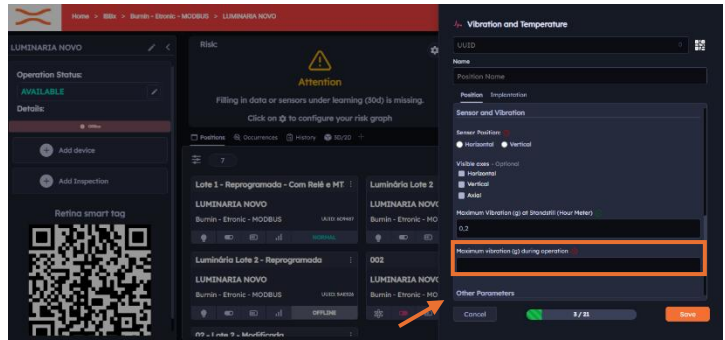 Home > Bliix > Burnin - Etronic - MODBUS > LUMINARIA NOVO
LUMINARIA NOVO
Operation Status:
AVAILABLE
Details:
Offline
Add device
Add Inspection
Retina smart tag
Risk:
Attention
Filling in data or sensors under learning (30d) is missing.
Click on to configure your risk graph
Positions Occurrences History 3D/2D +
7
Lote 1 - Reprogramada - Com Relé e MT
LUMINARIA NOVO
Burnin - Etronic - MODBUS
NORMAL
Luminária Lote 2
LUMINARIA NOVO
Burnin - Etronic - MO
Luminária Lote 2 - Reprogramada
LUMINARIA NOVO
Burnin - Etronic - MODBUS
OFFLINE
002
LUMINARIA NOVO
Burnin - Etronic - MO
02 - Lote 2 - Modificada
Vibration and Temperature
UUID
0
Name
Position Name
Position Implantation
Sensor and Vibration
Sensor Position:
Horizontal Vertical
Visible axes - Optional
Horizontal
Vertical
Axial
Maximum Vibration (g) at Standstill (Hour Meter)
0,2
Maximum vibration (g) during operation
Other Parameters
Cancel
3 / 21
Save